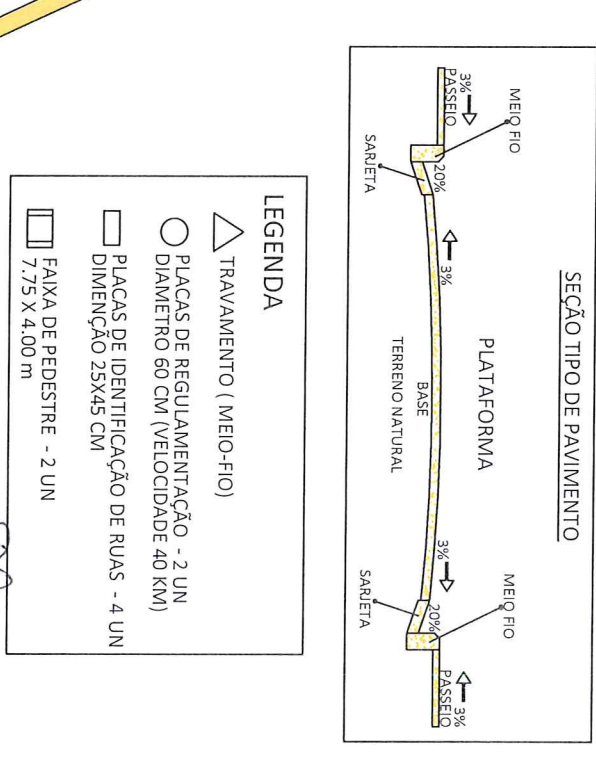 SEÇÃO TIPO DE PAVIMENTO
PLATAFORMA
MEIO FIO
MEIO FIO
3%
PASSEIO
20%
3%
3%
20%
3%
PASSEIO
SARJETA
BASE
TERRENO NATURAL
SARJETA
LEGENDA
TRAVAMENTO ( MEIO-FIO)
PLACAS DE REGULAMENTAÇÃO - 2 UN
DIAMETRO 60 CM (VELOCIDADE 40 KM)
PLACAS DE IDENTIFICAÇÃO DE RUAS - 4 UN
DIMENÇÃO 25X45 CM
FAIXA DE PEDESTRE - 2 UN
7.75 X 4.00 m